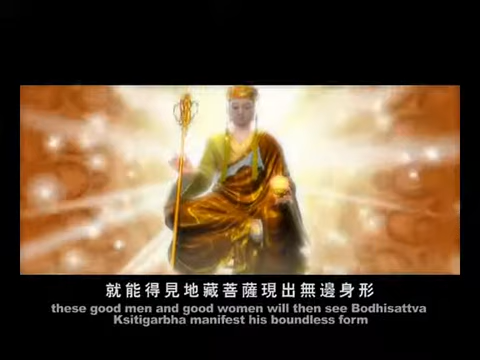 就能得見地藏菩薩現出無邊身形
these good men and good women will then see Bodhisattva
Ksitigarbha manifest his boundless form